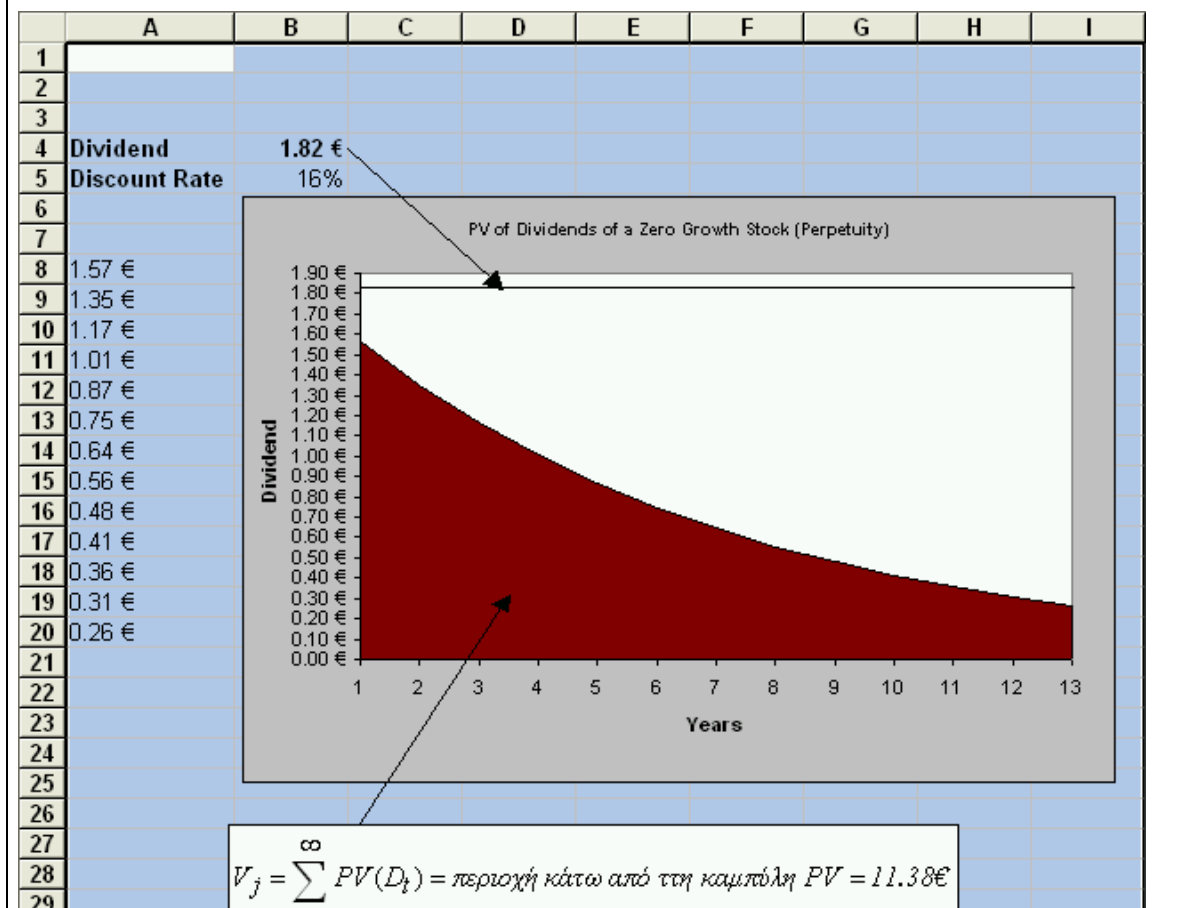 A B C D E F G H I
1
2
3
4 Dividend 1.82 €
5 Discount Rate 16%
6
7 PV of Dividends of a Zero Growth Stock (Perpetuity)
8 1.57 €
9 1.35 €
10 1.17 €
11 1.01 €
12 0.87 €
13 0.75 €
14 0.64 €
15 0.56 €
16 0.48 €
17 0.41 €
18 0.36 €
19 0.31 €
20 0.26 €
21
22
23
24
25
26
27
28
29
Dividend
1.90 €
1.80 €
1.70 €
1.60 €
1.50 €
1.40 €
1.30 €
1.20 €
1.10 €
1.00 €
0.90 €
0.80 €
0.70 €
0.60 €
0.50 €
0.40 €
0.30 €
0.20 €
0.10 €
0.00 €
1 2 3 4 5 6 7 8 9 10 11 12 13
Years
∞
V_j = ∑ PV(D_t) = περιοχή κάτω από ττη καμπύλη PV = 11.38€